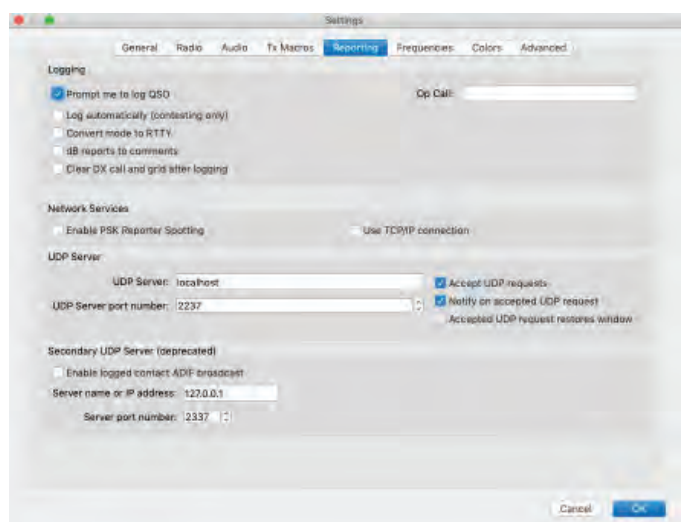 Settings
General Radio Audio Tx Macros Reporting Frequencies Colors Advanced
Logging
Prompt me to log QSO Op Call:
Log automatically (contesting only)
Convert mode to RTTY
dB reports to comments
Clear DX call and grid after logging
Network Services
Enable PSK Reporter Spotting Use TCP/IP connection
UDP Server
UDP Server: localhost Accept UDP requests
UDP Server port number: 2237 Notify on accepted UDP request
Accepted UDP request restores window
Secondary UDP Server (deprecated)
Enable logged contact ADIF broadcast
Server name or IP address: 127.0.0.1
Server port number: 2337
Cancel OK